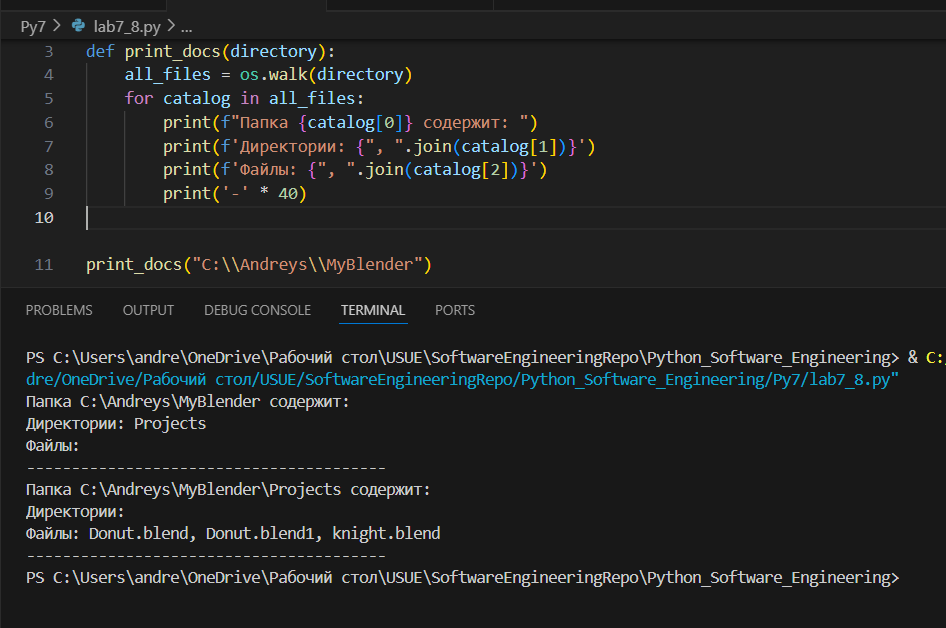 Py7 > lab7_8.py > ...
3 def print_docs(directory):
4     all_files = os.walk(directory)
5     for catalog in all_files:
6         print(f"Папка {catalog[0]} содержит: ")
7         print(f'Директории: {", ".join(catalog[1])}')
8         print(f'Файлы: {", ".join(catalog[2])}')
9         print('-' * 40)
10
11 print_docs("C:\\Andreys\\MyBlender")
PROBLEMS OUTPUT DEBUG CONSOLE TERMINAL PORTS
PS C:\Users\andre\OneDrive\Рабочий стол\USUE\SoftwareEngineeringRepo\Python_Software_Engineering> & C:/
dre/OneDrive/Рабочий стол/USUE/SoftwareEngineeringRepo/Python_Software_Engineering/Py7/lab7_8.py"
Папка C:\Andreys\MyBlender содержит:
Директории: Projects
Файлы:
----------------------------------------
Папка C:\Andreys\MyBlender\Projects содержит:
Директории:
Файлы: Donut.blend, Donut.blend1, knight.blend
----------------------------------------
PS C:\Users\andre\OneDrive\Рабочий стол\USUE\SoftwareEngineeringRepo\Python_Software_Engineering>